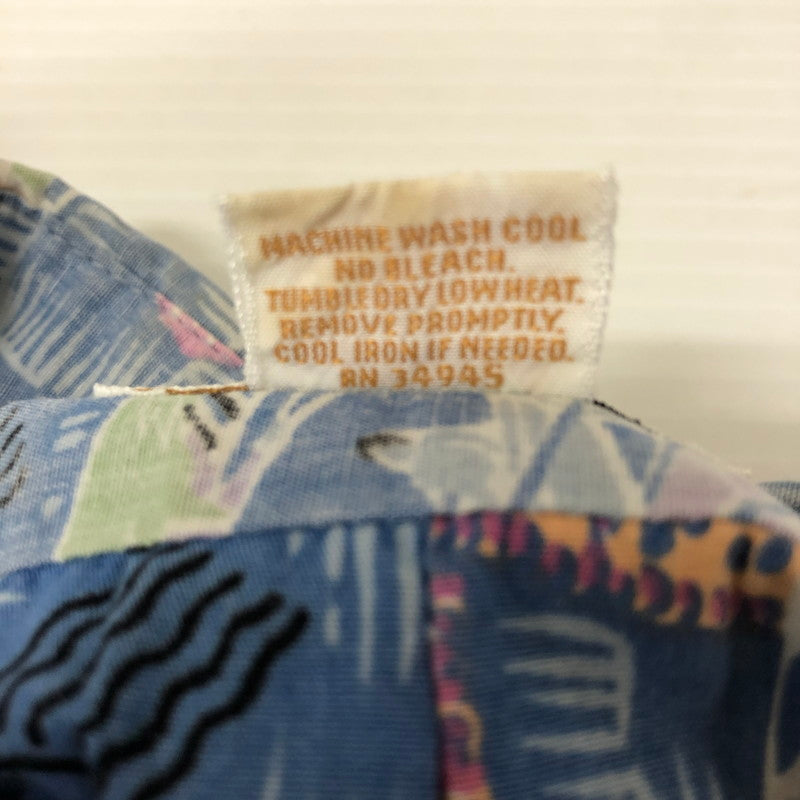 MACHINE WASH COOL
NO BLEACH.
TUMBLE DRY LOW HEAT.
REMOVE PROMPTLY.
COOL IRON IF NEEDED.
RN 34945